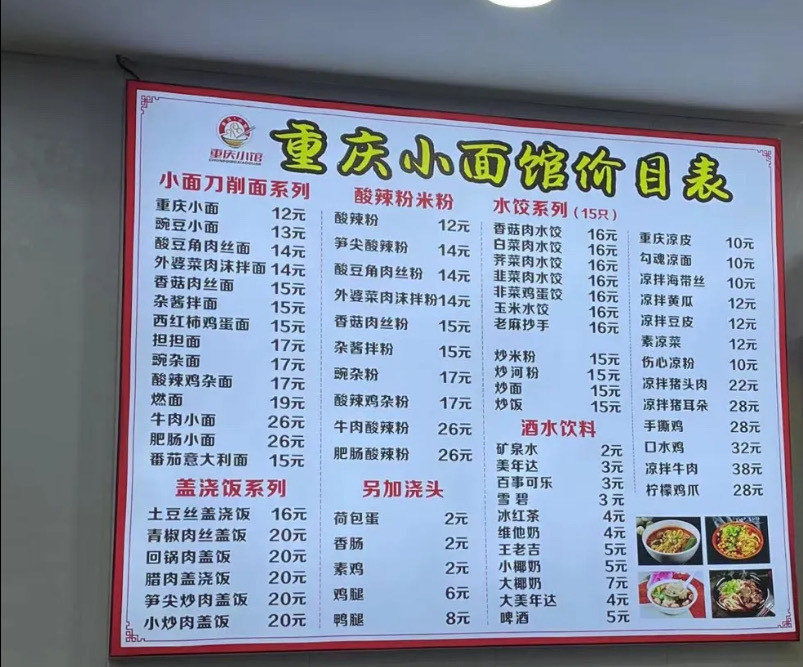 重庆小馆
重庆小面馆价目表
小面刀削面系列
重庆小面 12元
豌豆小面 13元
酸豆角肉丝面 14元
外婆菜肉沫拌面 14元
香菇肉丝面 15元
杂酱拌面 15元
西红柿鸡蛋面 15元
担担面 17元
豌杂面 17元
酸辣鸡杂面 17元
燃面 19元
牛肉小面 26元
肥肠小面 26元
番茄意大利面 15元
盖浇饭系列
土豆丝盖浇饭 16元
青椒肉丝盖饭 20元
回锅肉盖饭 20元
腊肉盖浇饭 20元
笋尖炒肉盖饭 20元
小炒肉盖饭 20元
酸辣粉米粉
酸辣粉 12元
笋尖酸辣粉 14元
酸豆角肉丝粉 14元
外婆菜肉沫拌粉 14元
香菇肉丝粉 15元
杂酱拌粉 15元
豌杂粉 17元
酸辣鸡杂粉 17元
牛肉酸辣粉 26元
肥肠酸辣粉 26元
另加浇头
荷包蛋 2元
香肠 2元
素鸡 2元
鸡腿 6元
鸭腿 8元
水饺系列（15只）
香菇肉水饺 16元
白菜肉水饺 16元
荠菜肉水饺 16元
韭菜肉水饺 16元
韭菜鸡蛋饺 16元
玉米水饺 16元
老麻抄手 16元
炒米粉 15元
炒河粉 15元
炒面 15元
炒饭 15元
酒水饮料
矿泉水 2元
美年达 3元
百事可乐 3元
雪碧 3元
冰红茶 4元
维他奶 4元
王老吉 5元
小椰奶 5元
大椰奶 7元
大美年达 4元
啤酒 5元
重庆凉皮 10元
勾魂凉面 10元
凉拌海带丝 10元
凉拌黄瓜 12元
凉拌豆皮 12元
素凉菜 12元
伤心凉粉 10元
凉拌猪头肉 22元
凉拌猪耳朵 28元
手撕鸡 28元
口水鸡 32元
凉拌牛肉 38元
柠檬鸡爪 28元